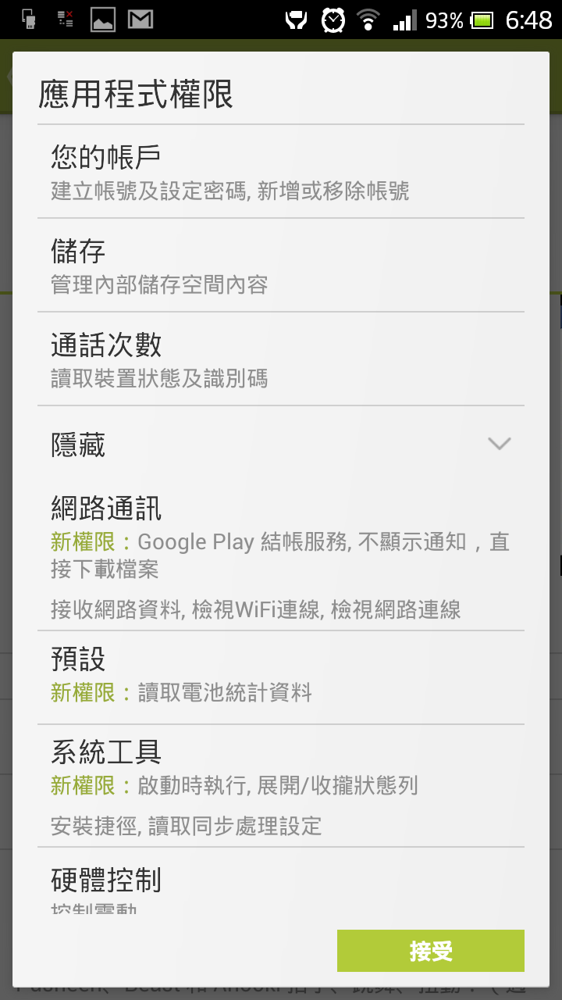 93% 6:48
應用程式權限
您的帳戶
建立帳號及設定密碼, 新增或移除帳號
儲存
管理內部儲存空間內容
通話次數
讀取裝置狀態及識別碼
隱藏
網路通訊
新權限：Google Play 結帳服務, 不顯示通知，直
接下載檔案
接收網路資料, 檢視WiFi連線, 檢視網路連線
預設
新權限：讀取電池統計資料
系統工具
新權限：啟動時執行, 展開/收攏狀態列
安裝捷徑, 讀取同步處理設定
硬體控制
控制震動
接受